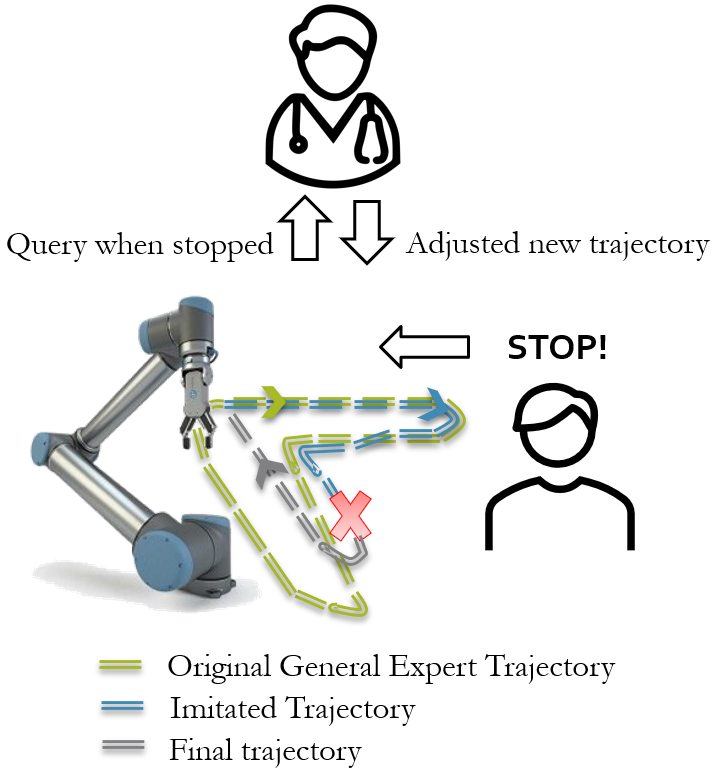 Query when stopped
Adjusted new trajectory
STOP!
Original General Expert Trajectory
Imitated Trajectory
Final trajectory